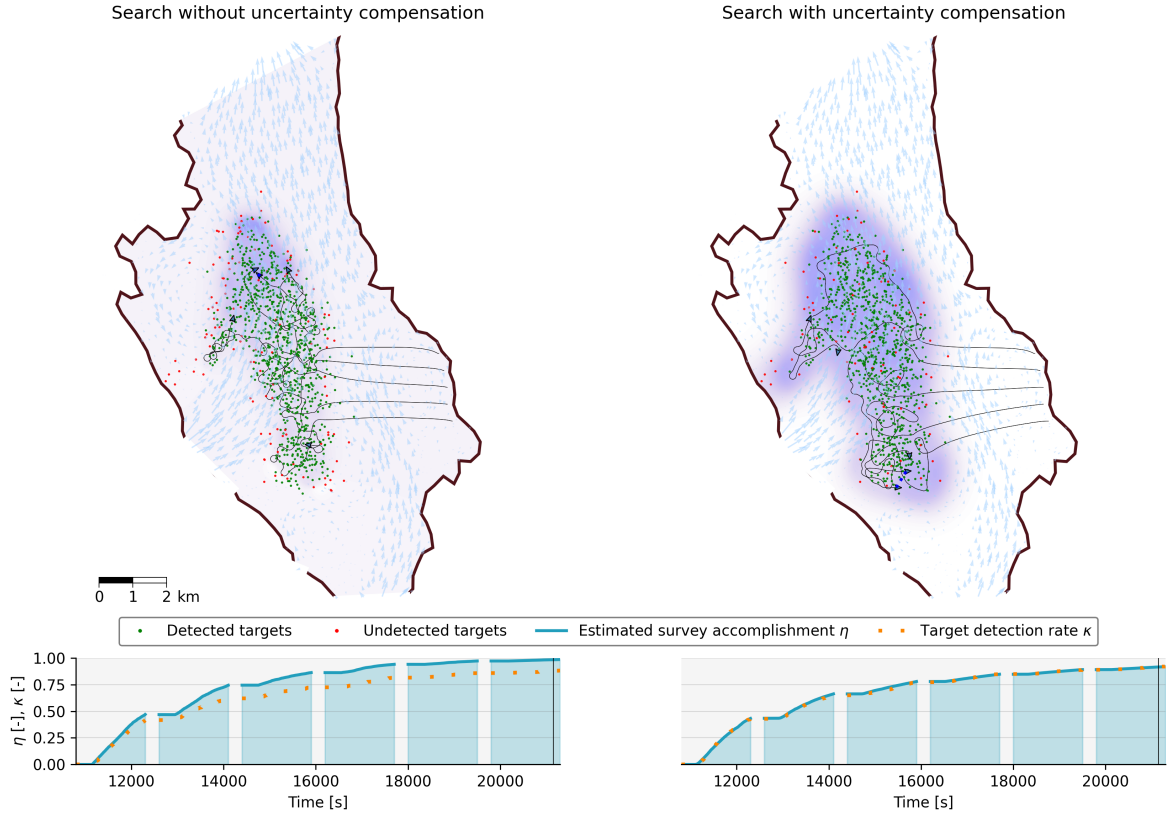 Search without uncertainty compensation
Search with uncertainty compensation
0 1 2 km
Detected targets
Undetected targets
Estimated survey accomplishment η
Target detection rate κ
1.00
0.75
0.50
0.25
0.00
η [-], κ [-]
12000 14000 16000 18000 20000
Time [s]
12000 14000 16000 18000 20000
Time [s]